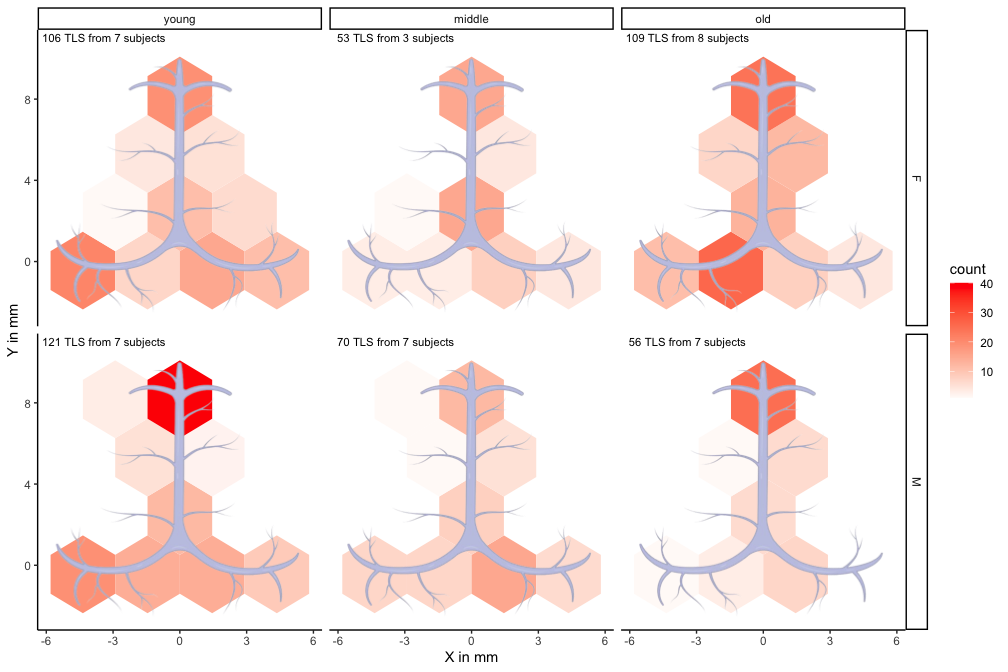 young middle old
106 TLS from 7 subjects 53 TLS from 3 subjects 109 TLS from 8 subjects
8
4
0
F
121 TLS from 7 subjects 70 TLS from 7 subjects 56 TLS from 7 subjects
8
4
0
M
-6 -3 0 3 6 -6 -3 0 3 6 -6 -3 0 3 6
X in mm
Y in mm
count
40
30
20
10